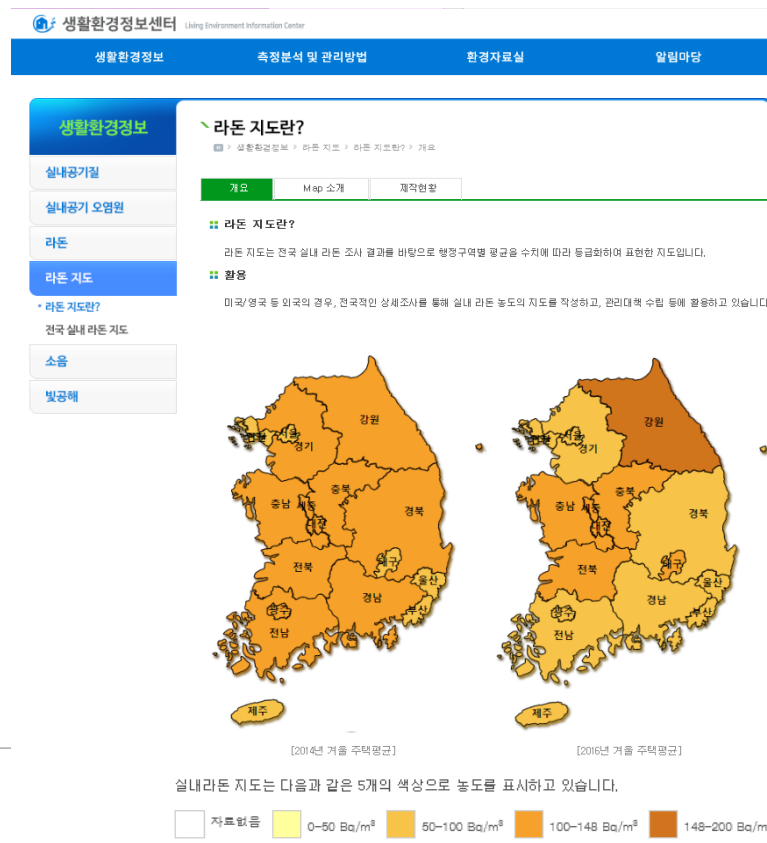 생활환경정보센터 Living Environment Information Center
생활환경정보 측정분석 및 관리방법 환경자료실 알림마당
생활환경정보
실내공기질
실내공기 오염원
라돈
라돈 지도
라돈 지도란?
전국 실내 라돈 지도
소음
빛공해
라돈 지도란?
> 생활환경정보 > 라돈 지도 > 라돈 지도란? > 개요
개요 Map 소개 제작현황
라돈 지도란?
라돈 지도는 전국 실내 라돈 조사 결과를 바탕으로 행정구역별 평균을 수치에 따라 등급화하여 표현한 지도입니다.
활용
미국/영국 등 외국의 경우, 전국적인 상세조사를 통해 실내 라돈 농도의 지도를 작성하고, 관리대책 수립 등에 활용하고 있습니다
강원
인천 서울
경기
충북
충남 세종
대전
경북
전북
대구
울산
경남
부산
광주
전남
제주
[2014년 겨울 주택평균]
강원
인천 서울
경기
충북
충남 세종
대전
경북
전북
대구
울산
경남
부산
광주
전남
제주
[2016년 겨울 주택평균]
실내라돈 지도는 다음과 같은 5개의 색상으로 농도를 표시하고 있습니다.
자료없음 0-50 Bq/m³ 50-100 Bq/m³ 100-148 Bq/m³ 148-200 Bq/m